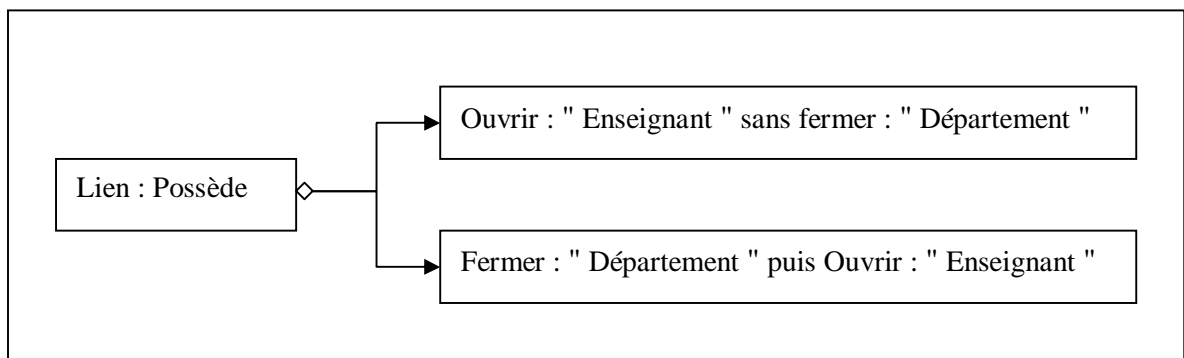 Ouvrir : " Enseignant " sans fermer : " Département "
Lien : Possède
Fermer : " Département " puis Ouvrir : " Enseignant "